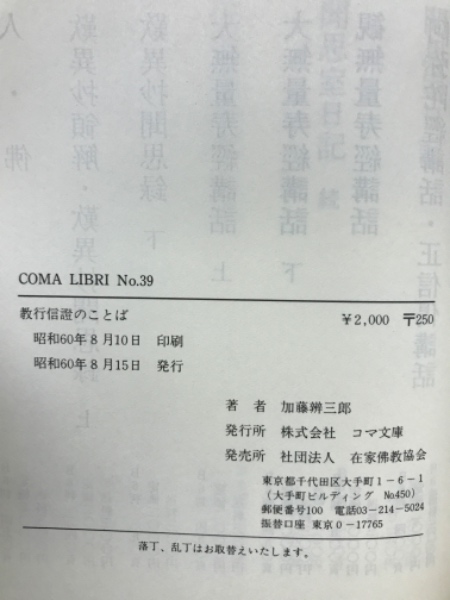 COMA LIBRI No.39
教行信證のことば
￥2,000 〒250
昭和60年8月10日 印刷
昭和60年8月15日 発行
著者 加藤辨三郎
発行所 株式会社 コマ文庫
発売所 社団法人 在家佛教協会
東京都千代田区大手町1-6-1
(大手町ビルディング №450)
郵便番号100 電話03-214-5024
振替口座 東京0-17765
落丁、乱丁はお取替えいたします。